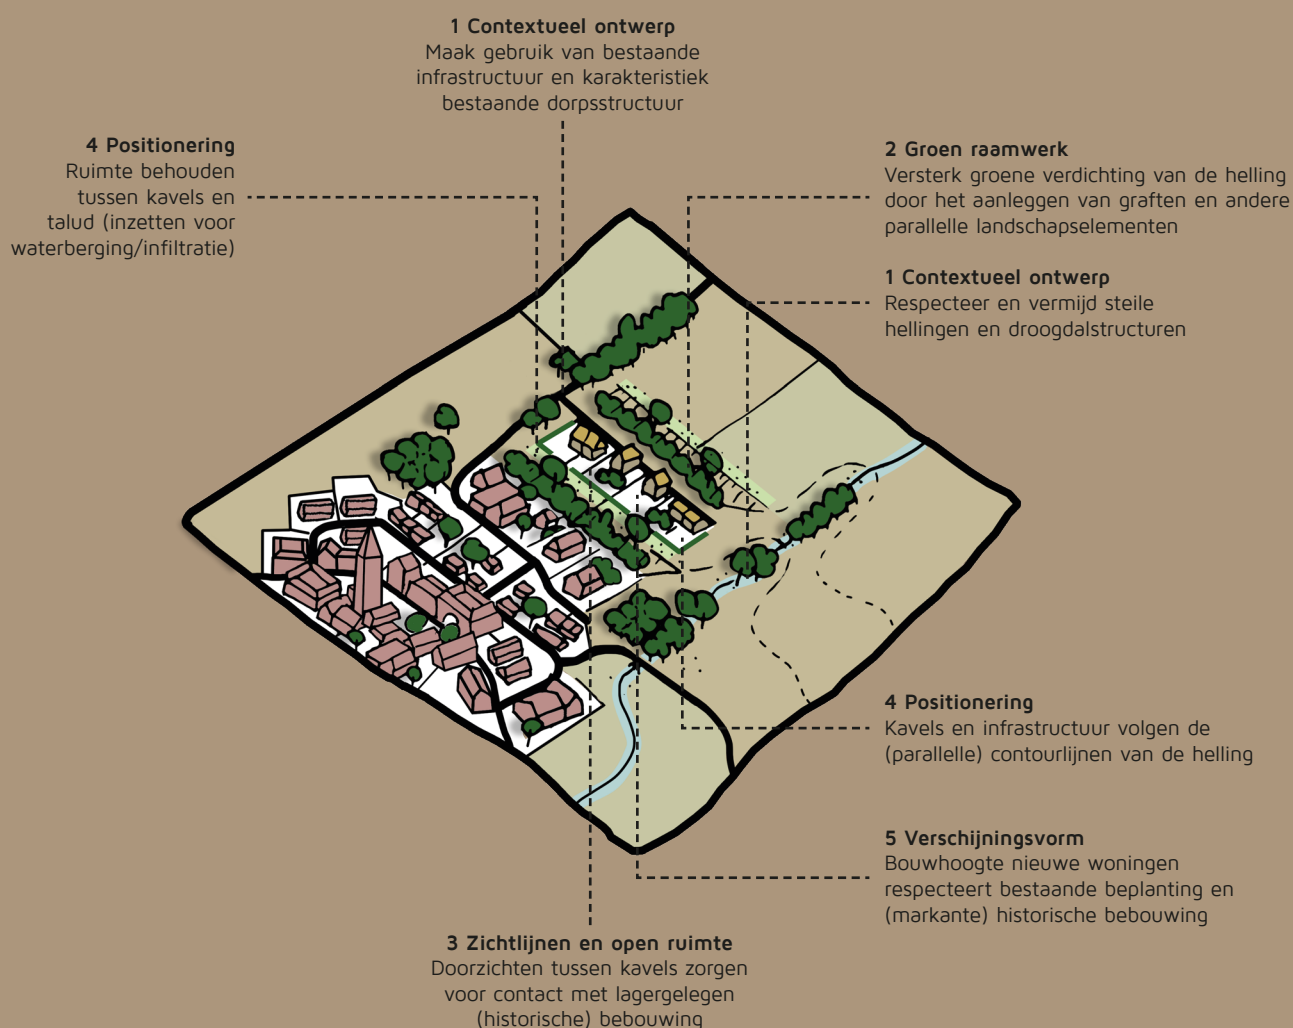 1 Contextueel ontwerp
Maak gebruik van bestaande
infrastructuur en karakteristiek
bestaande dorpsstructuur
4 Positionering
Ruimte behouden
tussen kavels en
talud (inzetten voor
waterberging/infiltratie)
2 Groen raamwerk
Versterk groene verdichting van de helling
door het aanleggen van graften en andere
parallelle landschapselementen
1 Contextueel ontwerp
Respecteer en vermijd steile
hellingen en droogdalstructuren
4 Positionering
Kavels en infrastructuur volgen de
(parallelle) contourlijnen van de helling
5 Verschijningsvorm
Bouwhoogte nieuwe woningen
respecteert bestaande beplanting en
(markante) historische bebouwing
3 Zichtlijnen en open ruimte
Doorzichten tussen kavels zorgen
voor contact met lagergelegen
(historische) bebouwing